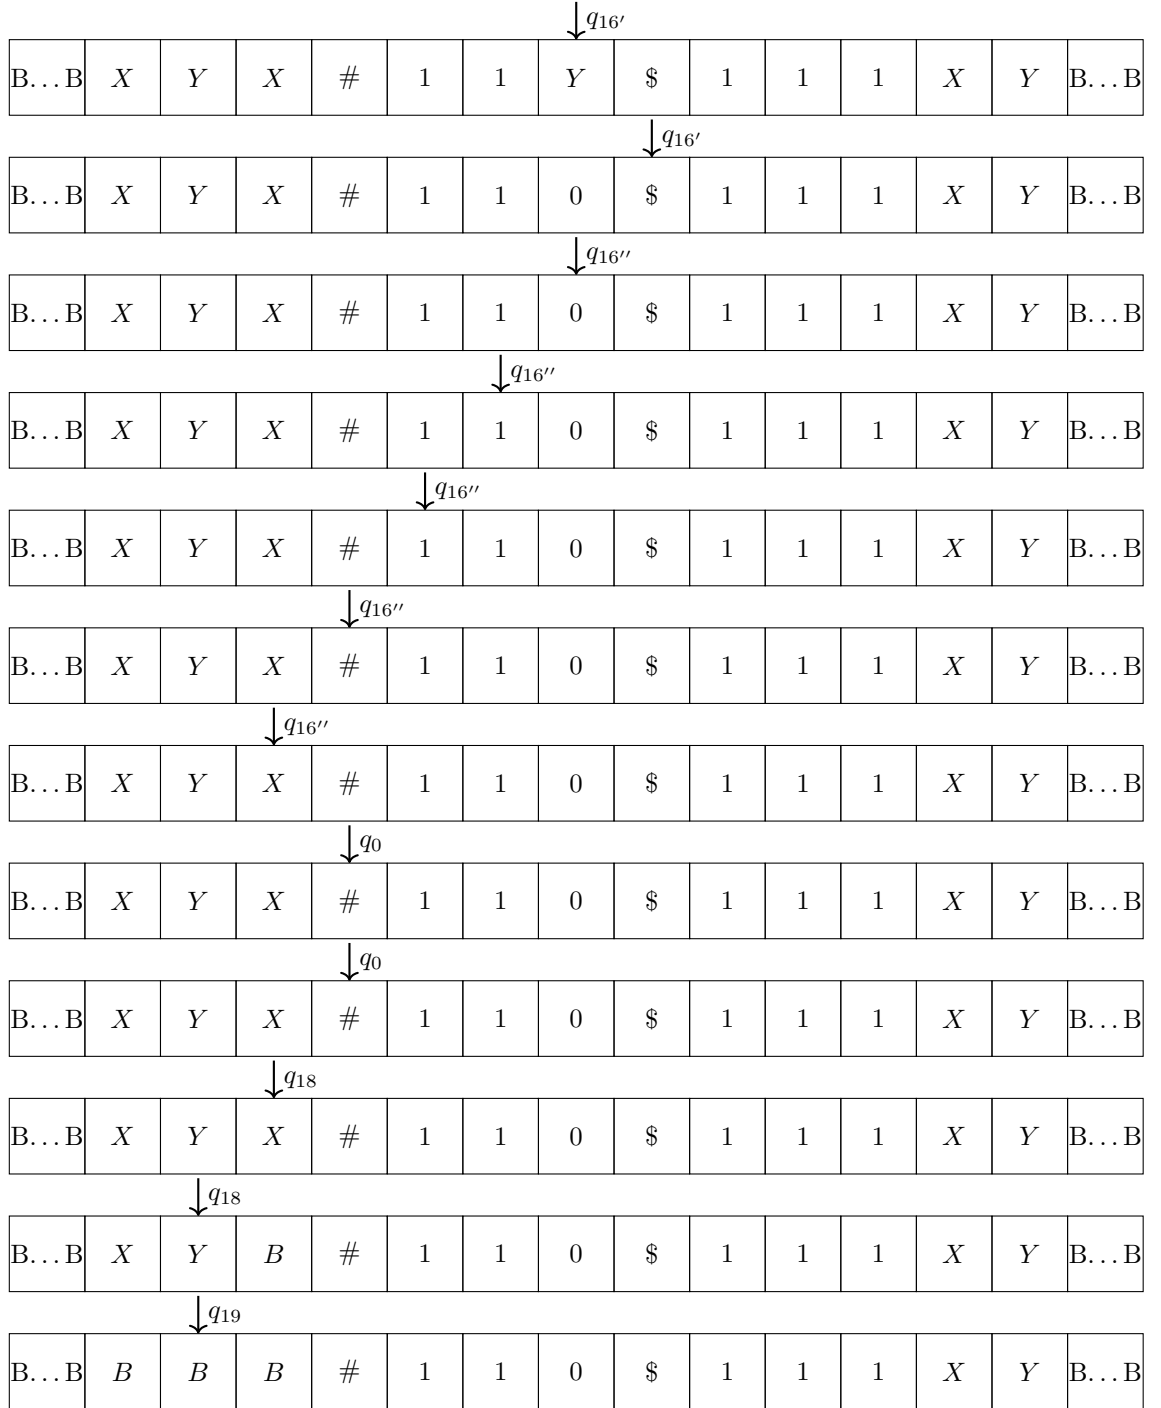 q16′
B…B X Y X # 1 1 Y $ 1 1 1 X Y B…B
q16′
B…B X Y X # 1 1 0 $ 1 1 1 X Y B…B
q16′′
B…B X Y X # 1 1 0 $ 1 1 1 X Y B…B
q16′′
B…B X Y X # 1 1 0 $ 1 1 1 X Y B…B
q16′′
B…B X Y X # 1 1 0 $ 1 1 1 X Y B…B
q16′′
B…B X Y X # 1 1 0 $ 1 1 1 X Y B…B
q16′′
B…B X Y X # 1 1 0 $ 1 1 1 X Y B…B
q0
B…B X Y X # 1 1 0 $ 1 1 1 X Y B…B
q0
B…B X Y X # 1 1 0 $ 1 1 1 X Y B…B
q18
B…B X Y X # 1 1 0 $ 1 1 1 X Y B…B
q18
B…B X Y B # 1 1 0 $ 1 1 1 X Y B…B
q19
B…B B B B # 1 1 0 $ 1 1 1 X Y B…B